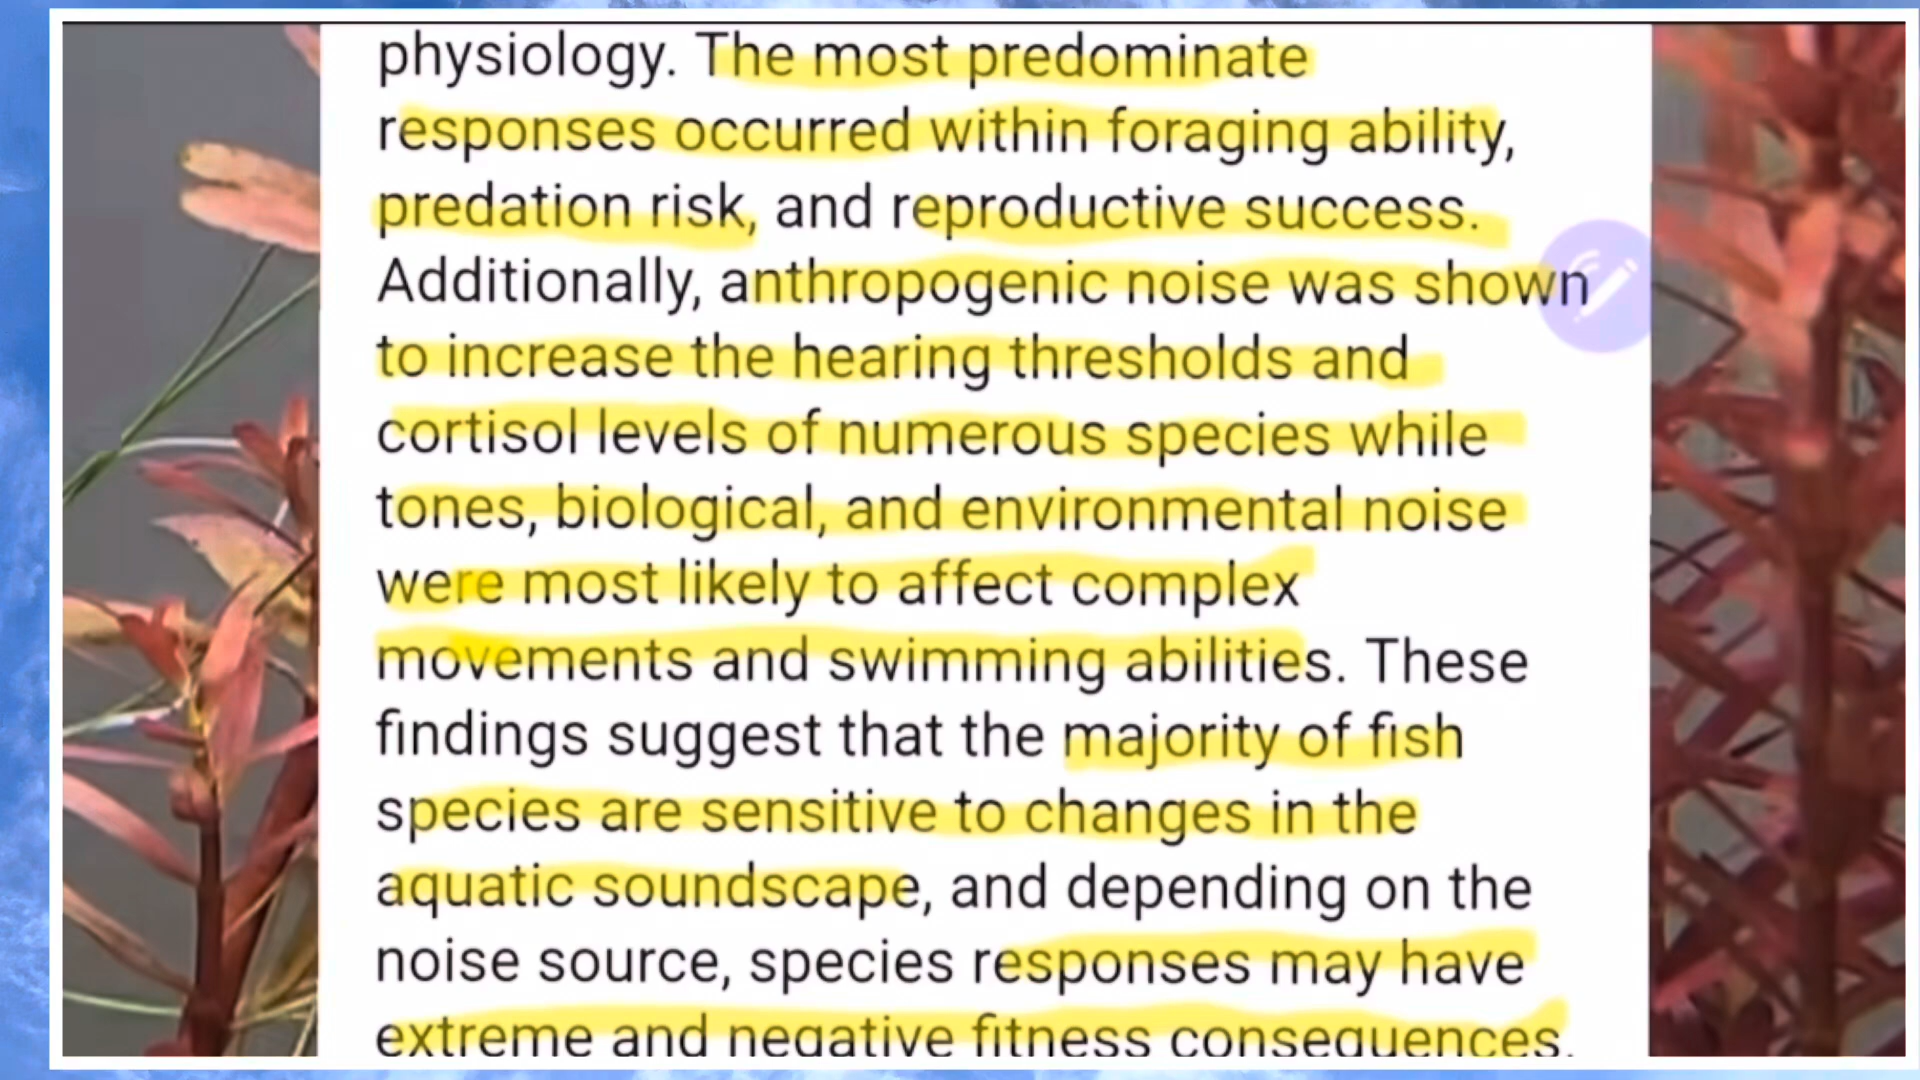 physiology. The most predominate
responses occurred within foraging ability,
predation risk, and reproductive success.
Additionally, anthropogenic noise was shown
to increase the hearing thresholds and
cortisol levels of numerous species while
tones, biological, and environmental noise
were most likely to affect complex
movements and swimming abilities. These
findings suggest that the majority of fish
species are sensitive to changes in the
aquatic soundscape, and depending on the
noise source, species responses may have
extreme and negative fitness consequences.